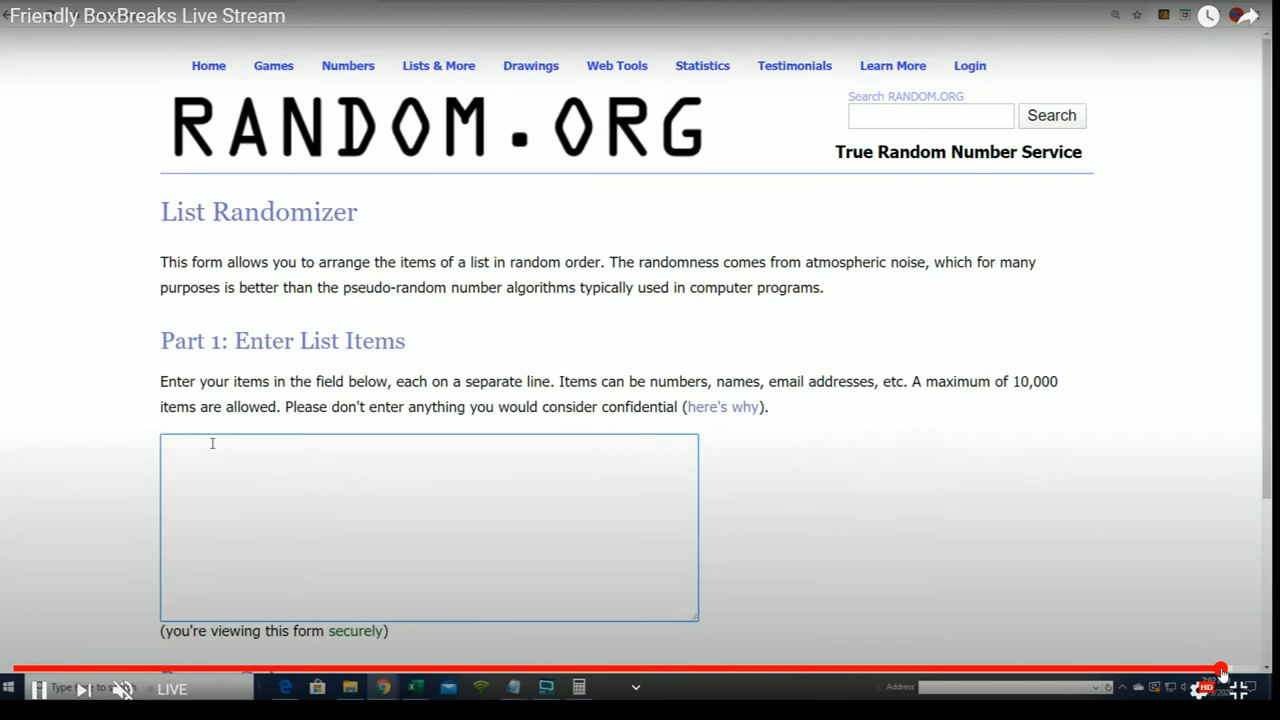 Friendly BoxBreaks Live Stream
Home Games Numbers Lists & More Drawings Web Tools Statistics Testimonials Learn More Login
Search RANDOM.ORG
RANDOM.ORG
Search
True Random Number Service
List Randomizer
This form allows you to arrange the items of a list in random order. The randomness comes from atmospheric noise, which for many
purposes is better than the pseudo-random number algorithms typically used in computer programs.
Part 1: Enter List Items
Enter your items in the field below, each on a separate line. Items can be numbers, names, email addresses, etc. A maximum of 10,000
items are allowed. Please don't enter anything you would consider confidential (here's why).
(you're viewing this form securely)
Type here to
LIVE
Address
HD